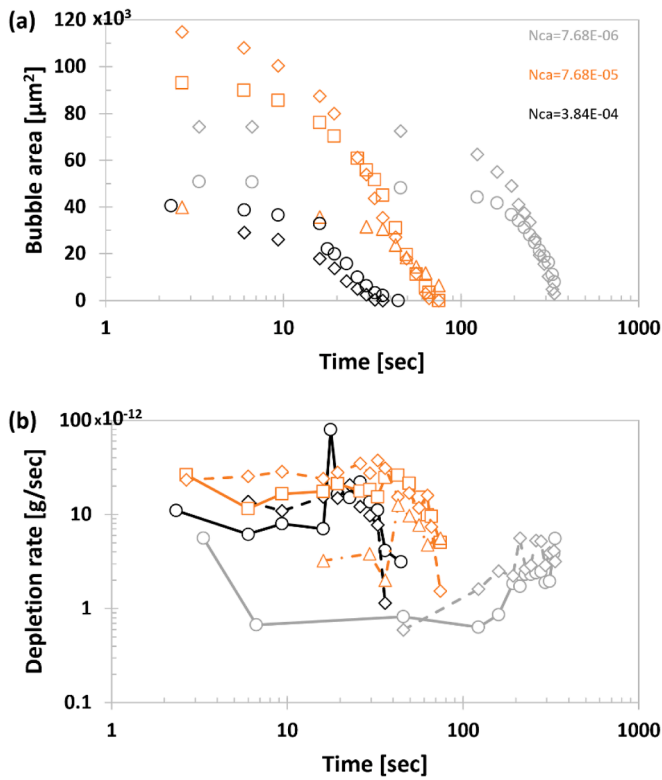 (a)
120 x10³
100
80
60
40
20
0
Bubble area [µm²]
Nca=7.68E-06
Nca=7.68E-05
Nca=3.84E-04
1 10 100 1000
Time [sec]
(b)
100 x10⁻¹²
10
1
0.1
Depletion rate [g/sec]
1 10 100 1000
Time [sec]